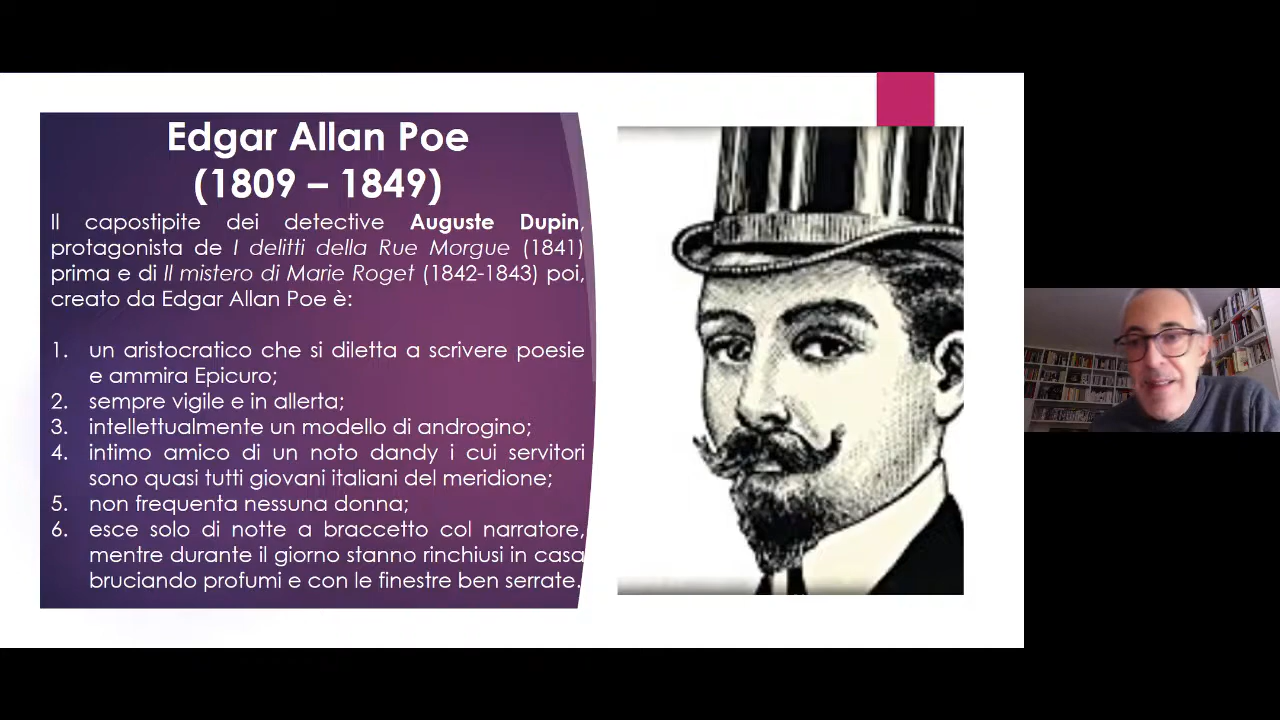 Edgar Allan Poe
(1809 – 1849)
Il capostipite dei detective Auguste Dupin,
protagonista de I delitti della Rue Morgue (1841)
prima e di Il mistero di Marie Roget (1842-1843) poi,
creato da Edgar Allan Poe è:
1. un aristocratico che si diletta a scrivere poesie
e ammira Epicuro;
2. sempre vigile e in allerta;
3. intellettualmente un modello di androgino;
4. intimo amico di un noto dandy i cui servitori
sono quasi tutti giovani italiani del meridione;
5. non frequenta nessuna donna;
6. esce solo di notte a braccetto col narratore,
mentre durante il giorno stanno rinchiusi in casa
bruciando profumi e con le finestre ben serrate.